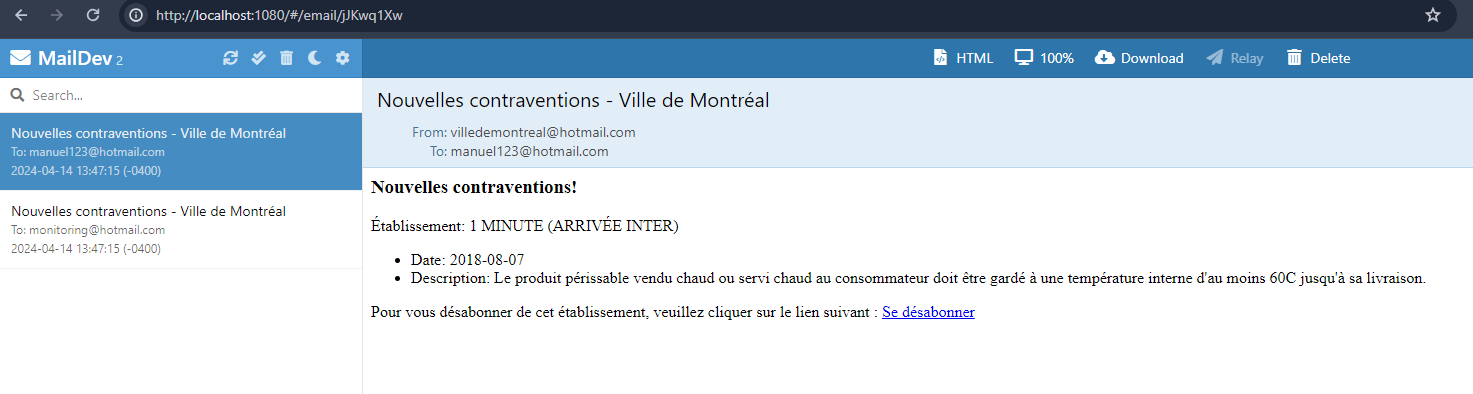 http://localhost:1080/#/email/jJKwq1Xw
MailDev 2
HTML 100% Download Relay Delete
Search...
Nouvelles contraventions - Ville de Montréal
To: manuel123@hotmail.com
2024-04-14 13:47:15 (-0400)
Nouvelles contraventions - Ville de Montréal
To: monitoring@hotmail.com
2024-04-14 13:47:15 (-0400)
Nouvelles contraventions - Ville de Montréal
From: villedemontreal@hotmail.com
To: manuel123@hotmail.com
Nouvelles contraventions!
Établissement: 1 MINUTE (ARRIVÉE INTER)
Date: 2018-08-07
Description: Le produit périssable vendu chaud ou servi chaud au consommateur doit être gardé à une température interne d'au moins 60C jusqu'à sa livraison.
Pour vous désabonner de cet établissement, veuillez cliquer sur le lien suivant : Se désabonner